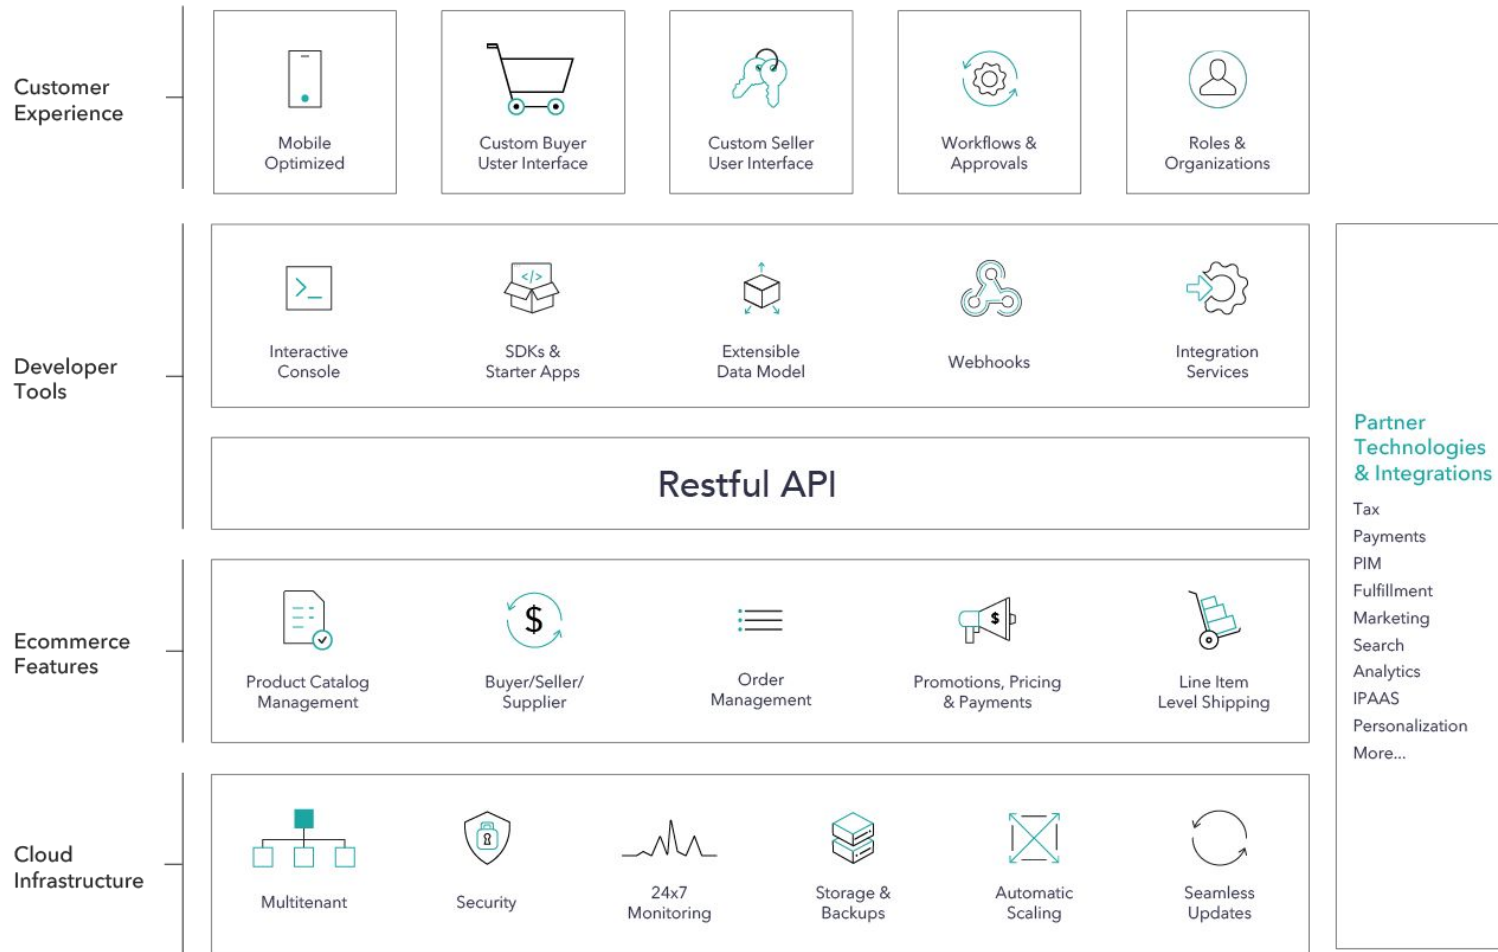 Customer
Experience
Mobile
Optimized
Custom Buyer
Uster Interface
Custom Seller
User Interface
Workflows &
Approvals
Roles &
Organizations
Developer
Tools
>_
Interactive
Console
</>
SDKs &
Starter Apps
Extensible
Data Model
Webhooks
Integration
Services
Restful API
Ecommerce
Features
Product Catalog
Management
$
Buyer/Seller/
Supplier
Order
Management
$
Promotions, Pricing
& Payments
Line Item
Level Shipping
Cloud
Infrastructure
Multitenant
Security
24x7
Monitoring
Storage &
Backups
Automatic
Scaling
Seamless
Updates
Partner
Technologies
& Integrations
Tax
Payments
PIM
Fulfillment
Marketing
Search
Analytics
IPAAS
Personalization
More...